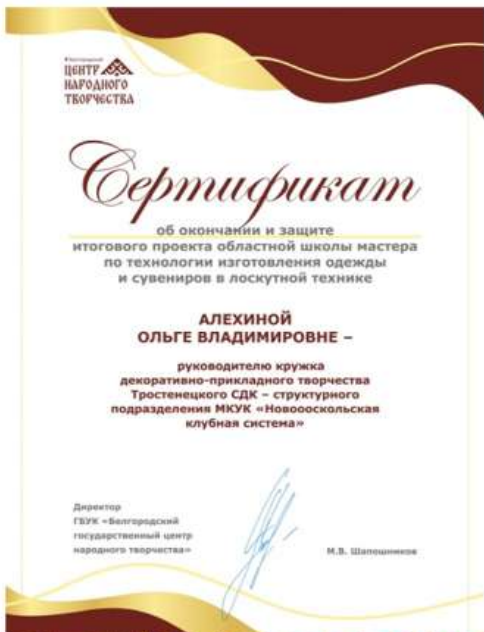 Белгородский
ЦЕНТР
НАРОДНОГО
ТВОРЧЕСТВА
Сертификат
об окончании и защите
итогового проекта областной школы мастера
по технологии изготовления одежды
и сувениров в лоскутной технике
АЛЕХИНОЙ
ОЛЬГЕ ВЛАДИМИРОВНЕ –
руководителю кружка
декоративно-прикладного творчества
Тростенецкого СДК – структурного
подразделения МКУК «Новоооскольская
клубная система»
Директор
ГБУК «Белгородский
государственный центр
народного творчества»
М.В. Шапошников